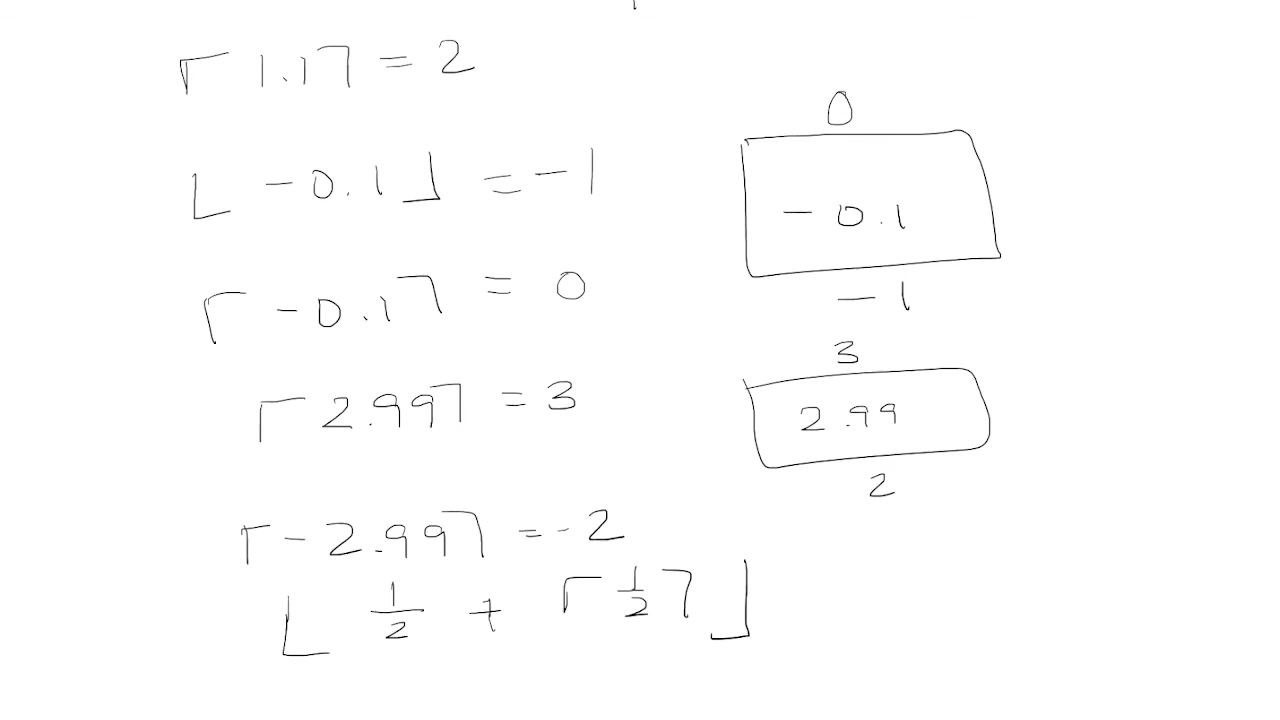 ⌈ 1.1 ⌉ = 2
⌊ -0.1 ⌋ = -1
⌈ -0.1 ⌉ = 0
⌈ 2.99 ⌉ = 3
⌈ -2.99 ⌉ = -2
⌊ 1/2 + ⌈ 1/2 ⌉ ⌋
0
-0.1
-1
3
2.99
2